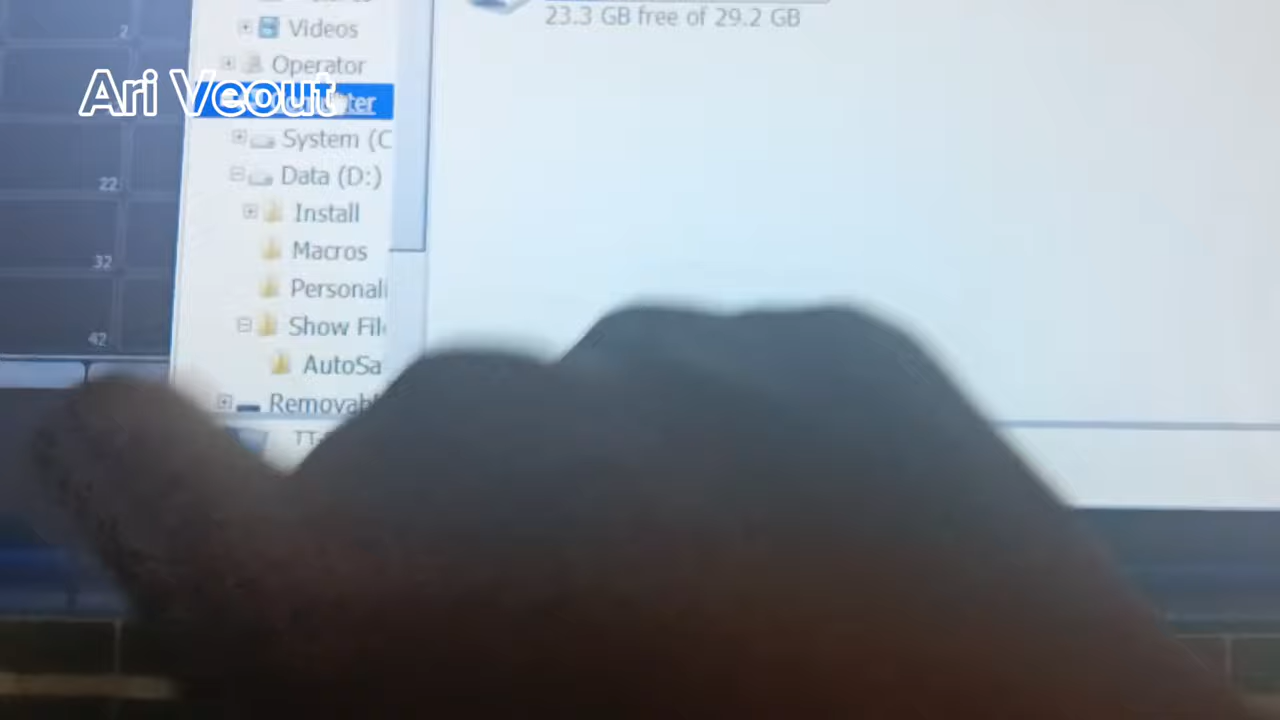 23.3 GB free of 29.2 GB
2
Videos
Operator
Ari Veout
System (C
22
Data (D:)
Install
Macros
32
Personali
Show Fil
42
AutoSa
Removab